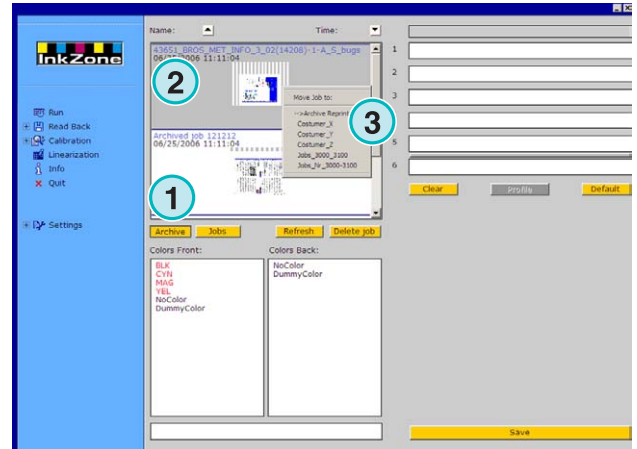 InkZone
Run
Read Back
Calibration
Linearization
Info
Quit
Settings
Name:
Time:
43651_BROS_MET_INFO_3_02(14208)-1-A_S_bugs
06/25/2006 11:11:04
2
Move Job to:
-->Archive Reprint
Costumer_X
Costumer_Y
Costumer_Z
Jobs_3000_3100
Jobs_Nr_3000-3100
3
Archived job 121212
06/25/2006 11:11:04
1
Archive
Jobs
Refresh
Delete job
Colors Front:
BLK
CYN
MAG
YEL
NoColor
DummyColor
Colors Back:
NoColor
DummyColor
1
2
3
5
6
Clear
Profile
Default
Save